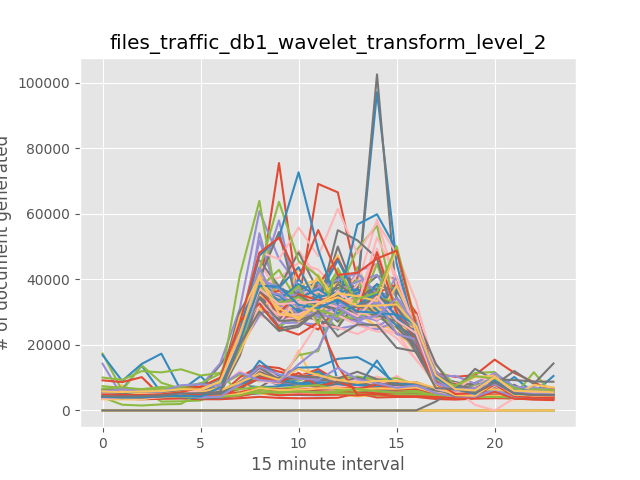 files_traffic_db1_wavelet_transform_level_2
100000
80000
60000
40000
20000
0
# of document generated
0 5 10 15 20
15 minute interval